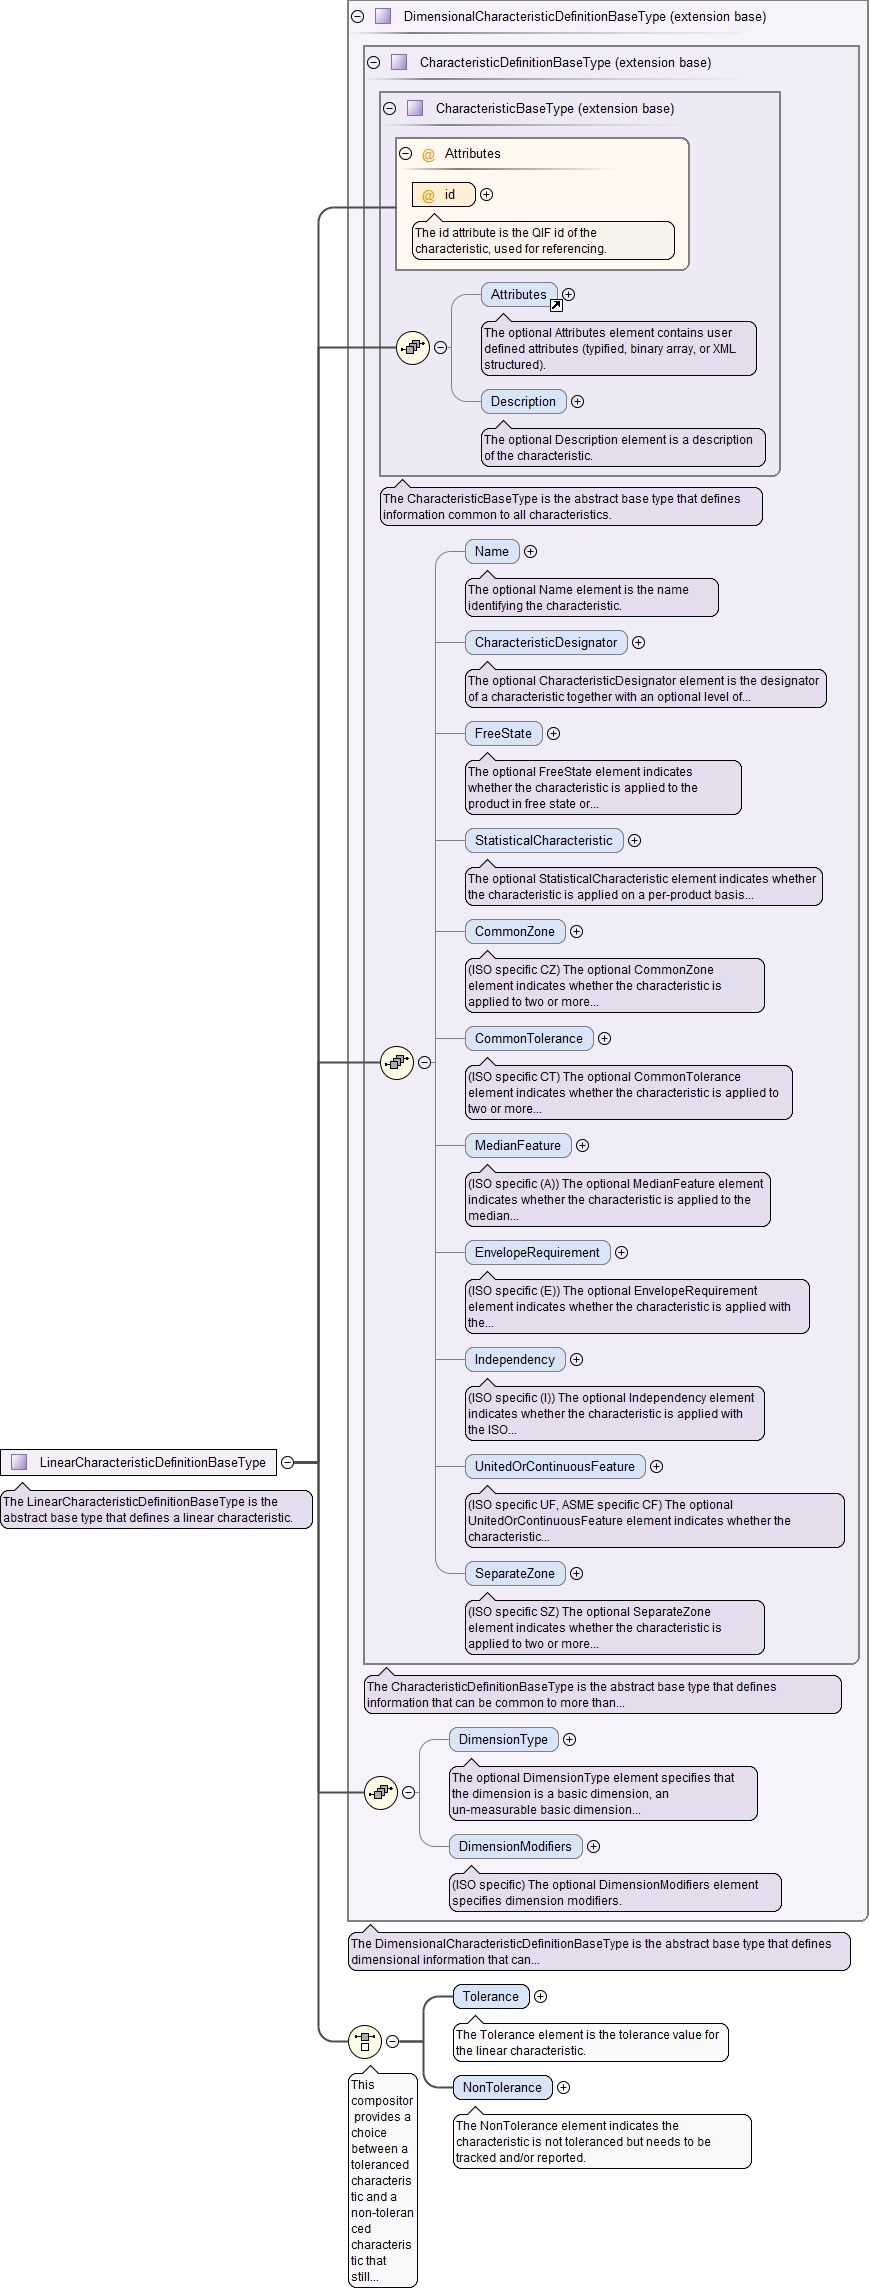 DimensionalCharacteristicDefinitionBaseType (extension base)
CharacteristicDefinitionBaseType (extension base)
CharacteristicBaseType (extension base)
@ Attributes
@ id
The id attribute is the QIF id of the
characteristic, used for referencing.
Attributes
The optional Attributes element contains user
defined attributes (typified, binary array, or XML
structured).
Description
The optional Description element is a description
of the characteristic.
The CharacteristicBaseType is the abstract base type that defines
information common to all characteristics.
Name
The optional Name element is the name
identifying the characteristic.
CharacteristicDesignator
The optional CharacteristicDesignator element is the designator
of a characteristic together with an optional level of...
FreeState
The optional FreeState element indicates
whether the characteristic is applied to the
product in free state or...
StatisticalCharacteristic
The optional StatisticalCharacteristic element indicates whether
the characteristic is applied on a per-product basis...
CommonZone
(ISO specific CZ) The optional CommonZone
element indicates whether the characteristic is
applied to two or more...
CommonTolerance
(ISO specific CT) The optional CommonTolerance
element indicates whether the characteristic is applied to
two or more...
MedianFeature
(ISO specific (A)) The optional MedianFeature element
indicates whether the characteristic is applied to the
median...
EnvelopeRequirement
(ISO specific (E)) The optional EnvelopeRequirement
element indicates whether the characteristic is applied with
the...
Independency
(ISO specific (I)) The optional Independency element
indicates whether the characteristic is applied with
the ISO...
LinearCharacteristicDefinitionBaseType
The LinearCharacteristicDefinitionBaseType is the
abstract base type that defines a linear characteristic.
UnitedOrContinuousFeature
(ISO specific UF, ASME specific CF) The optional
UnitedOrContinuousFeature element indicates whether the
characteristic...
SeparateZone
(ISO specific SZ) The optional SeparateZone
element indicates whether the characteristic is
applied to two or more...
The CharacteristicDefinitionBaseType is the abstract base type that defines
information that can be common to more than...
DimensionType
The optional DimensionType element specifies that
the dimension is a basic dimension, an
un-measurable basic dimension...
DimensionModifiers
(ISO specific) The optional DimensionModifiers element
specifies dimension modifiers.
The DimensionalCharacteristicDefinitionBaseType is the abstract base type that defines
dimensional information that can...
Tolerance
The Tolerance element is the tolerance value for
the linear characteristic.
NonTolerance
The NonTolerance element indicates the
characteristic is not toleranced but needs to be
tracked and/or reported.
This
compositor
provides a
choice
between a
toleranced
characteris
tic and a
non-toleran
ced
characteris
tic that
still...